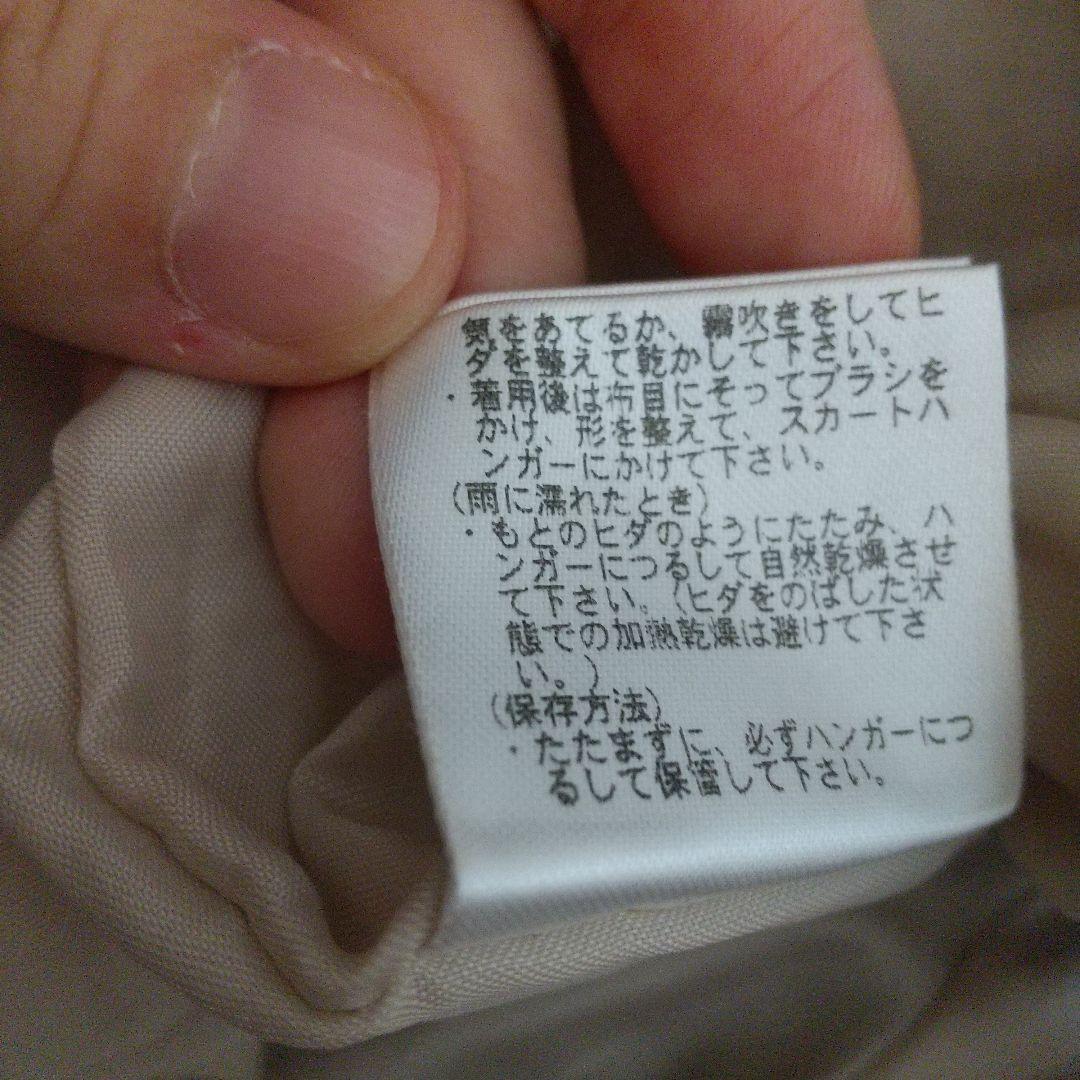 気をあてるか、霧吹きをしてヒ
ダを整えて乾かして下さい。
・着用後は布目にそってブラシを
かけ、形を整えて、スカートハ
ンガーにかけて下さい。
(雨に濡れたとき)
・もとのヒダのようにたたみ、ハ
ンガーにつるして自然乾燥させ
て下さい。(ヒダをのばした状
態での加熱乾燥は避けて下さ
い。)
(保存方法)
・たたまずに、必ずハンガーにつ
るして保管して下さい。